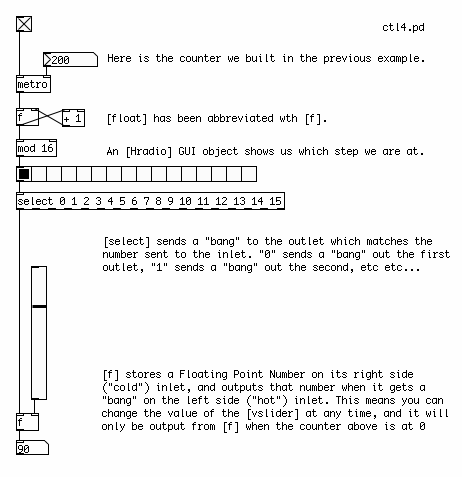 ctl4.pd
200
Here is the counter we built in the previous example.
metro
f
+ 1
[float] has been abbreviated wth [f].
mod 16
An [Hradio] GUI object shows us which step we are at.
select 0 1 2 3 4 5 6 7 8 9 10 11 12 13 14 15
[select] sends a "bang" to the outlet which matches the
number sent to the inlet. "0" sends a "bang" out the first
outlet, "1" sends a "bang" out the second, etc etc...
[f] stores a Floating Point Number on its right side
("cold") inlet, and outputs that number when it gets a
"bang" on the left side ("hot") inlet. This means you can
change the value of the [vslider] at any time, and it will
only be output from [f] when the counter above is at 0
f
90